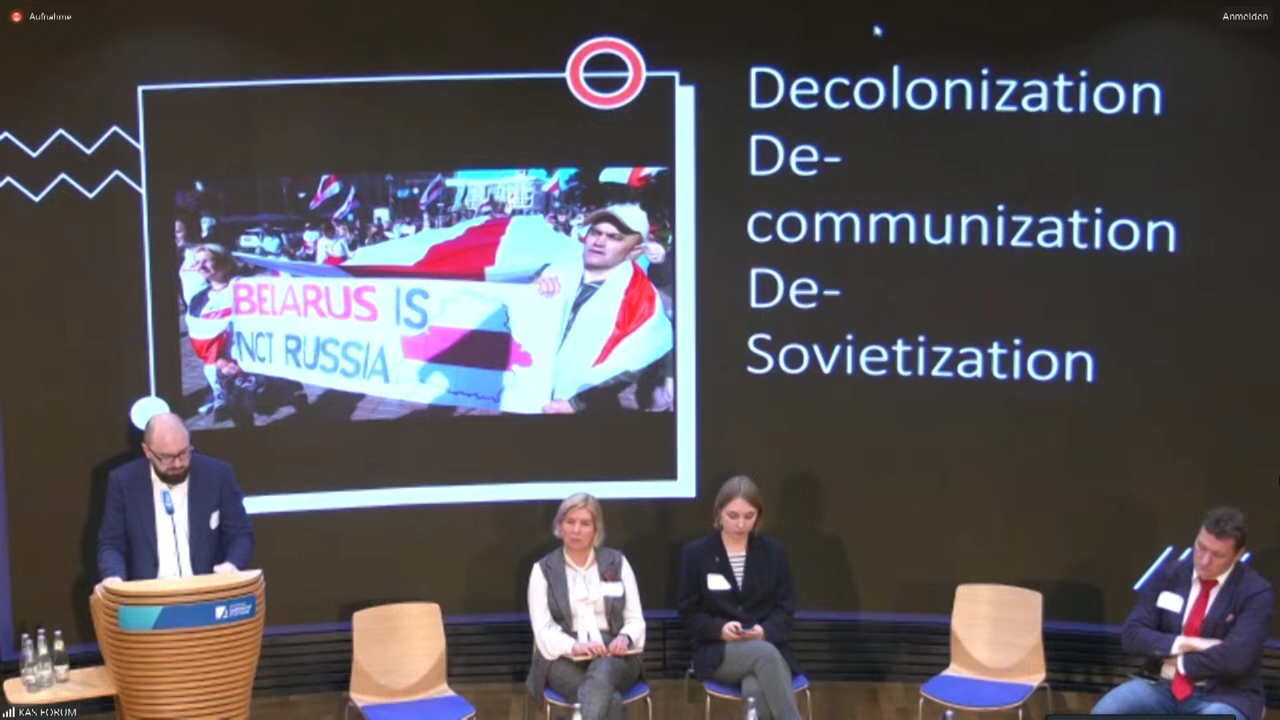 Aufnahme
Anmelden
Decolonization
De-
communization
De-
Sovietization
BELARUS IS
NOT RUSSIA
KAS FORUM